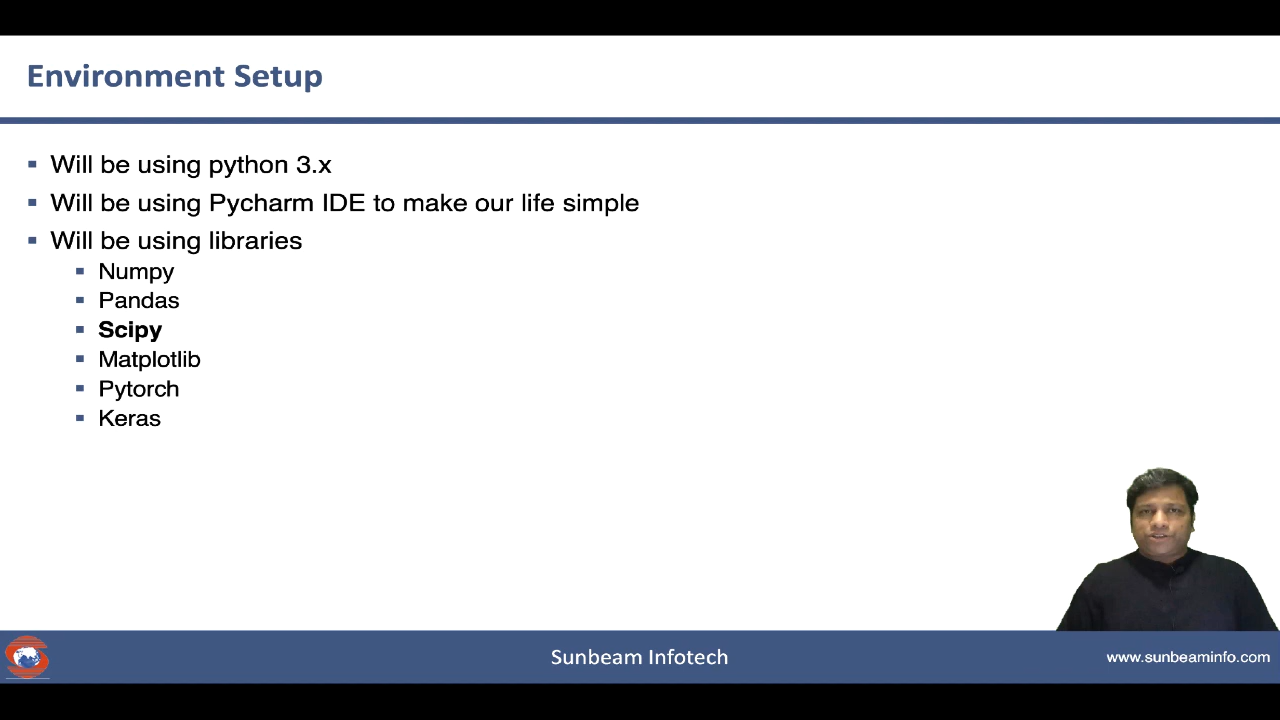 Environment Setup
Will be using python 3.x
Will be using Pycharm IDE to make our life simple
Will be using libraries
Numpy
Pandas
Scipy
Matplotlib
Pytorch
Keras
Sunbeam Infotech
www.sunbeaminfo.com